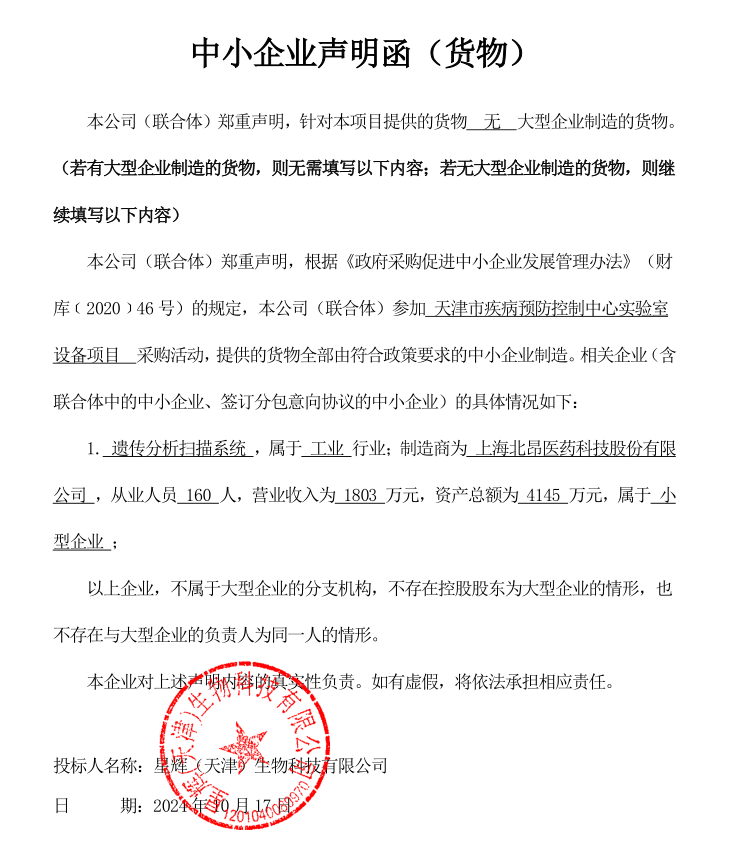 中小企业声明函（货物）
本公司（联合体）郑重声明，针对本项目提供的货物 无 大型企业制造的货物。
（若有大型企业制造的货物，则无需填写以下内容；若无大型企业制造的货物，则继
续填写以下内容）
本公司（联合体）郑重声明，根据《政府采购促进中小企业发展管理办法》（财
库﹝2020﹞46 号）的规定，本公司（联合体）参加 天津市疾病预防控制中心实验室
设备项目 采购活动，提供的货物全部由符合政策要求的中小企业制造。相关企业（含
联合体中的中小企业、签订分包意向协议的中小企业）的具体情况如下：
1. 遗传分析扫描系统 ，属于 工业 行业；制造商为 上海北昂医药科技股份有限
公司 ，从业人员 160 人，营业收入为 1803 万元，资产总额为 4145 万元，属于 小
型企业 ；
以上企业，不属于大型企业的分支机构，不存在控股股东为大型企业的情形，也
不存在与大型企业的负责人为同一人的情形。
本企业对上述声明内容的真实性负责。如有虚假，将依法承担相应责任。
投标人名称：星辉（天津）生物科技有限公司
日 期：2024 年 10 月 17 日
星辉(天津)生物科技有限公司